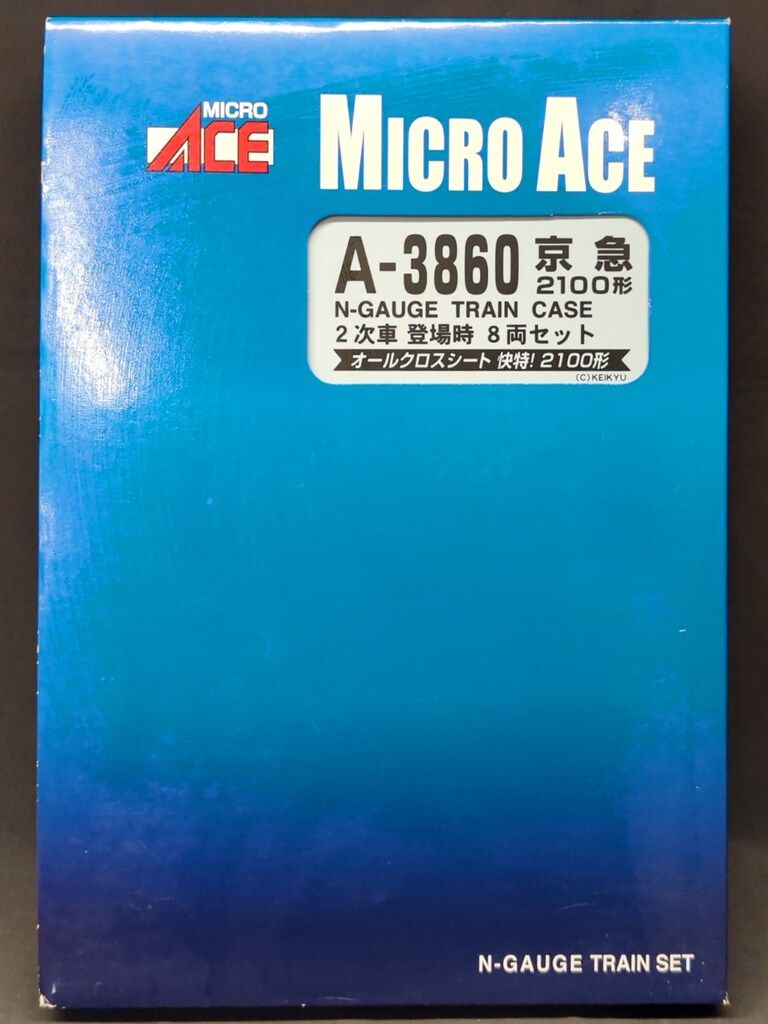 MICRO
ACE
MICRO ACE
A-3860 京急
2100形
N-GAUGE TRAIN CASE
2次車 登場時 8両セット
オールクロスシート 快特! 2100形
(C)KEIKYU
N-GAUGE TRAIN SET